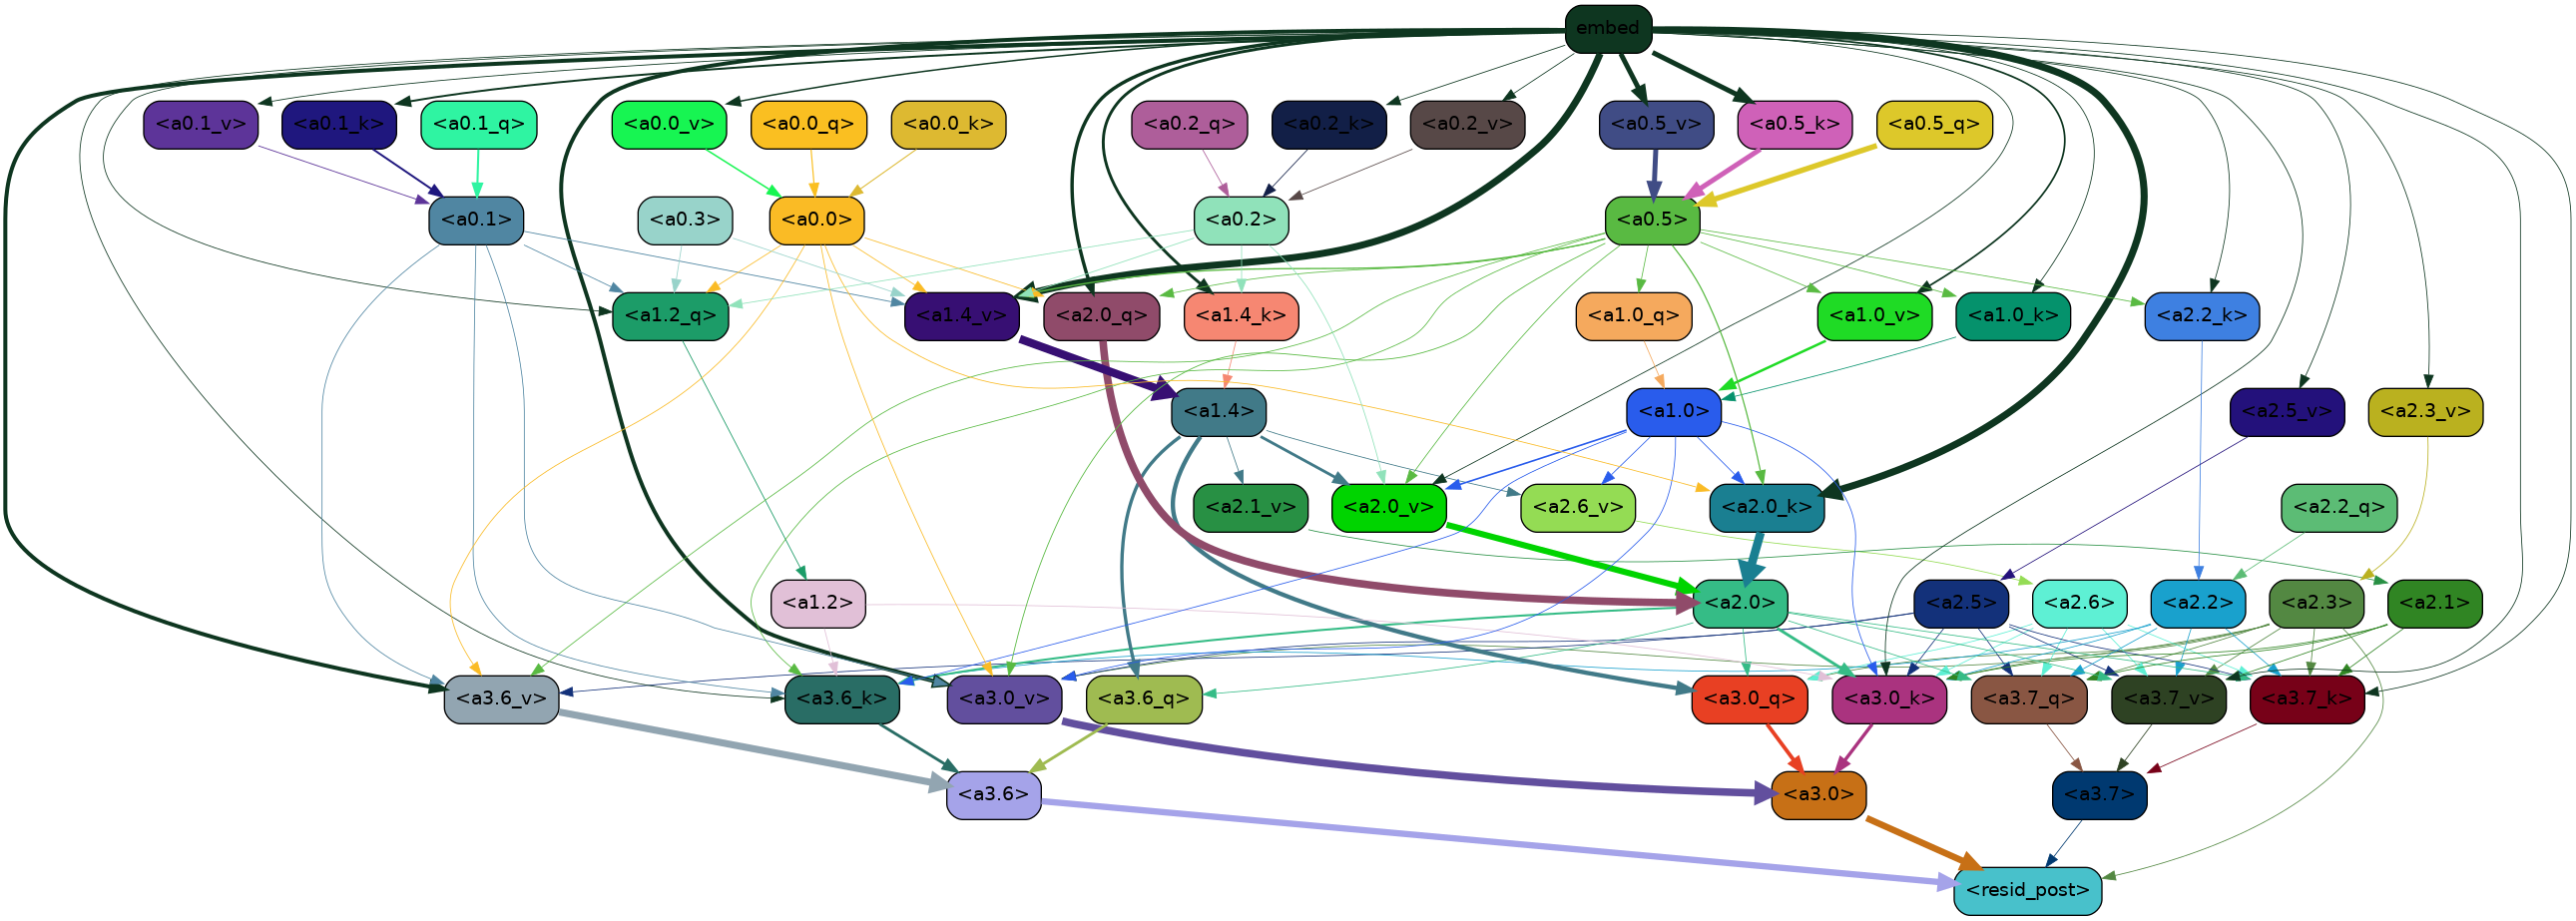 embed
<a0.1_v> <a0.1_k> <a0.1_q> <a0.0_v> <a0.0_q> <a0.0_k> <a0.2_q> <a0.2_k> <a0.2_v> <a0.5_v> <a0.5_k> <a0.5_q>
<a0.1> <a0.3> <a0.0> <a0.2> <a0.5>
<a1.2_q> <a1.4_v> <a2.0_q> <a1.4_k> <a1.0_q> <a1.0_v> <a1.0_k> <a2.2_k>
<a1.4> <a1.0> <a2.5_v> <a2.3_v>
<a2.1_v> <a2.0_v> <a2.6_v> <a2.0_k> <a2.2_q>
<a1.2> <a2.0> <a2.5> <a2.6> <a2.2> <a2.3> <a2.1>
<a3.6_v> <a3.6_k> <a3.0_v> <a3.6_q> <a3.0_q> <a3.0_k> <a3.7_q> <a3.7_v> <a3.7_k>
<a3.6> <a3.0> <a3.7>
<resid_post>